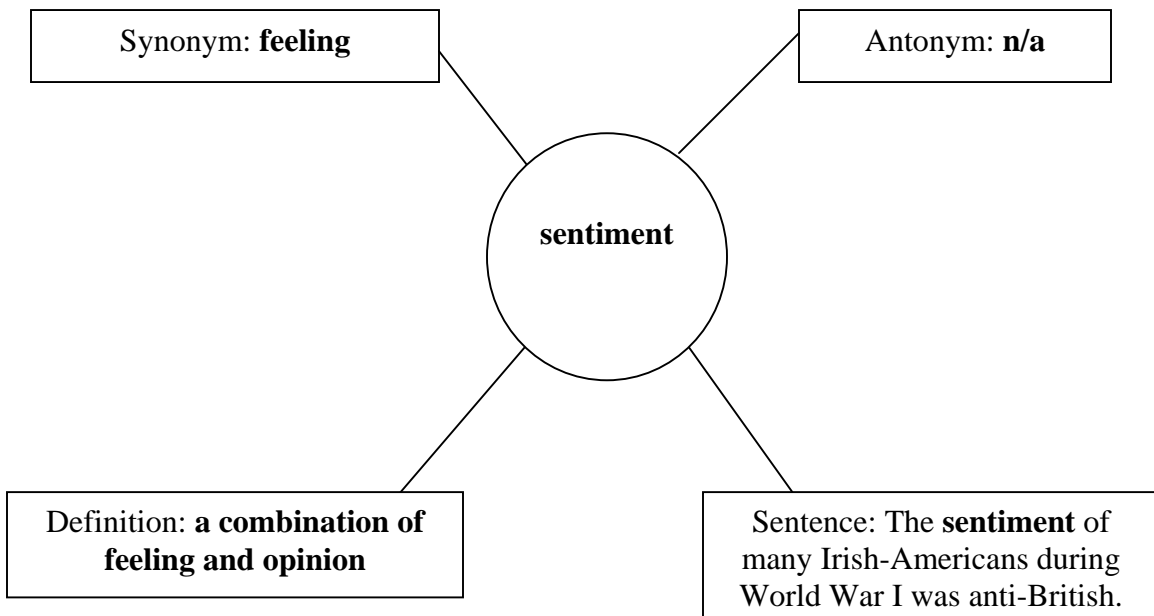 Synonym: feeling
Antonym: n/a
sentiment
Definition: a combination of
feeling and opinion
Sentence: The sentiment of
many Irish-Americans during
World War I was anti-British.